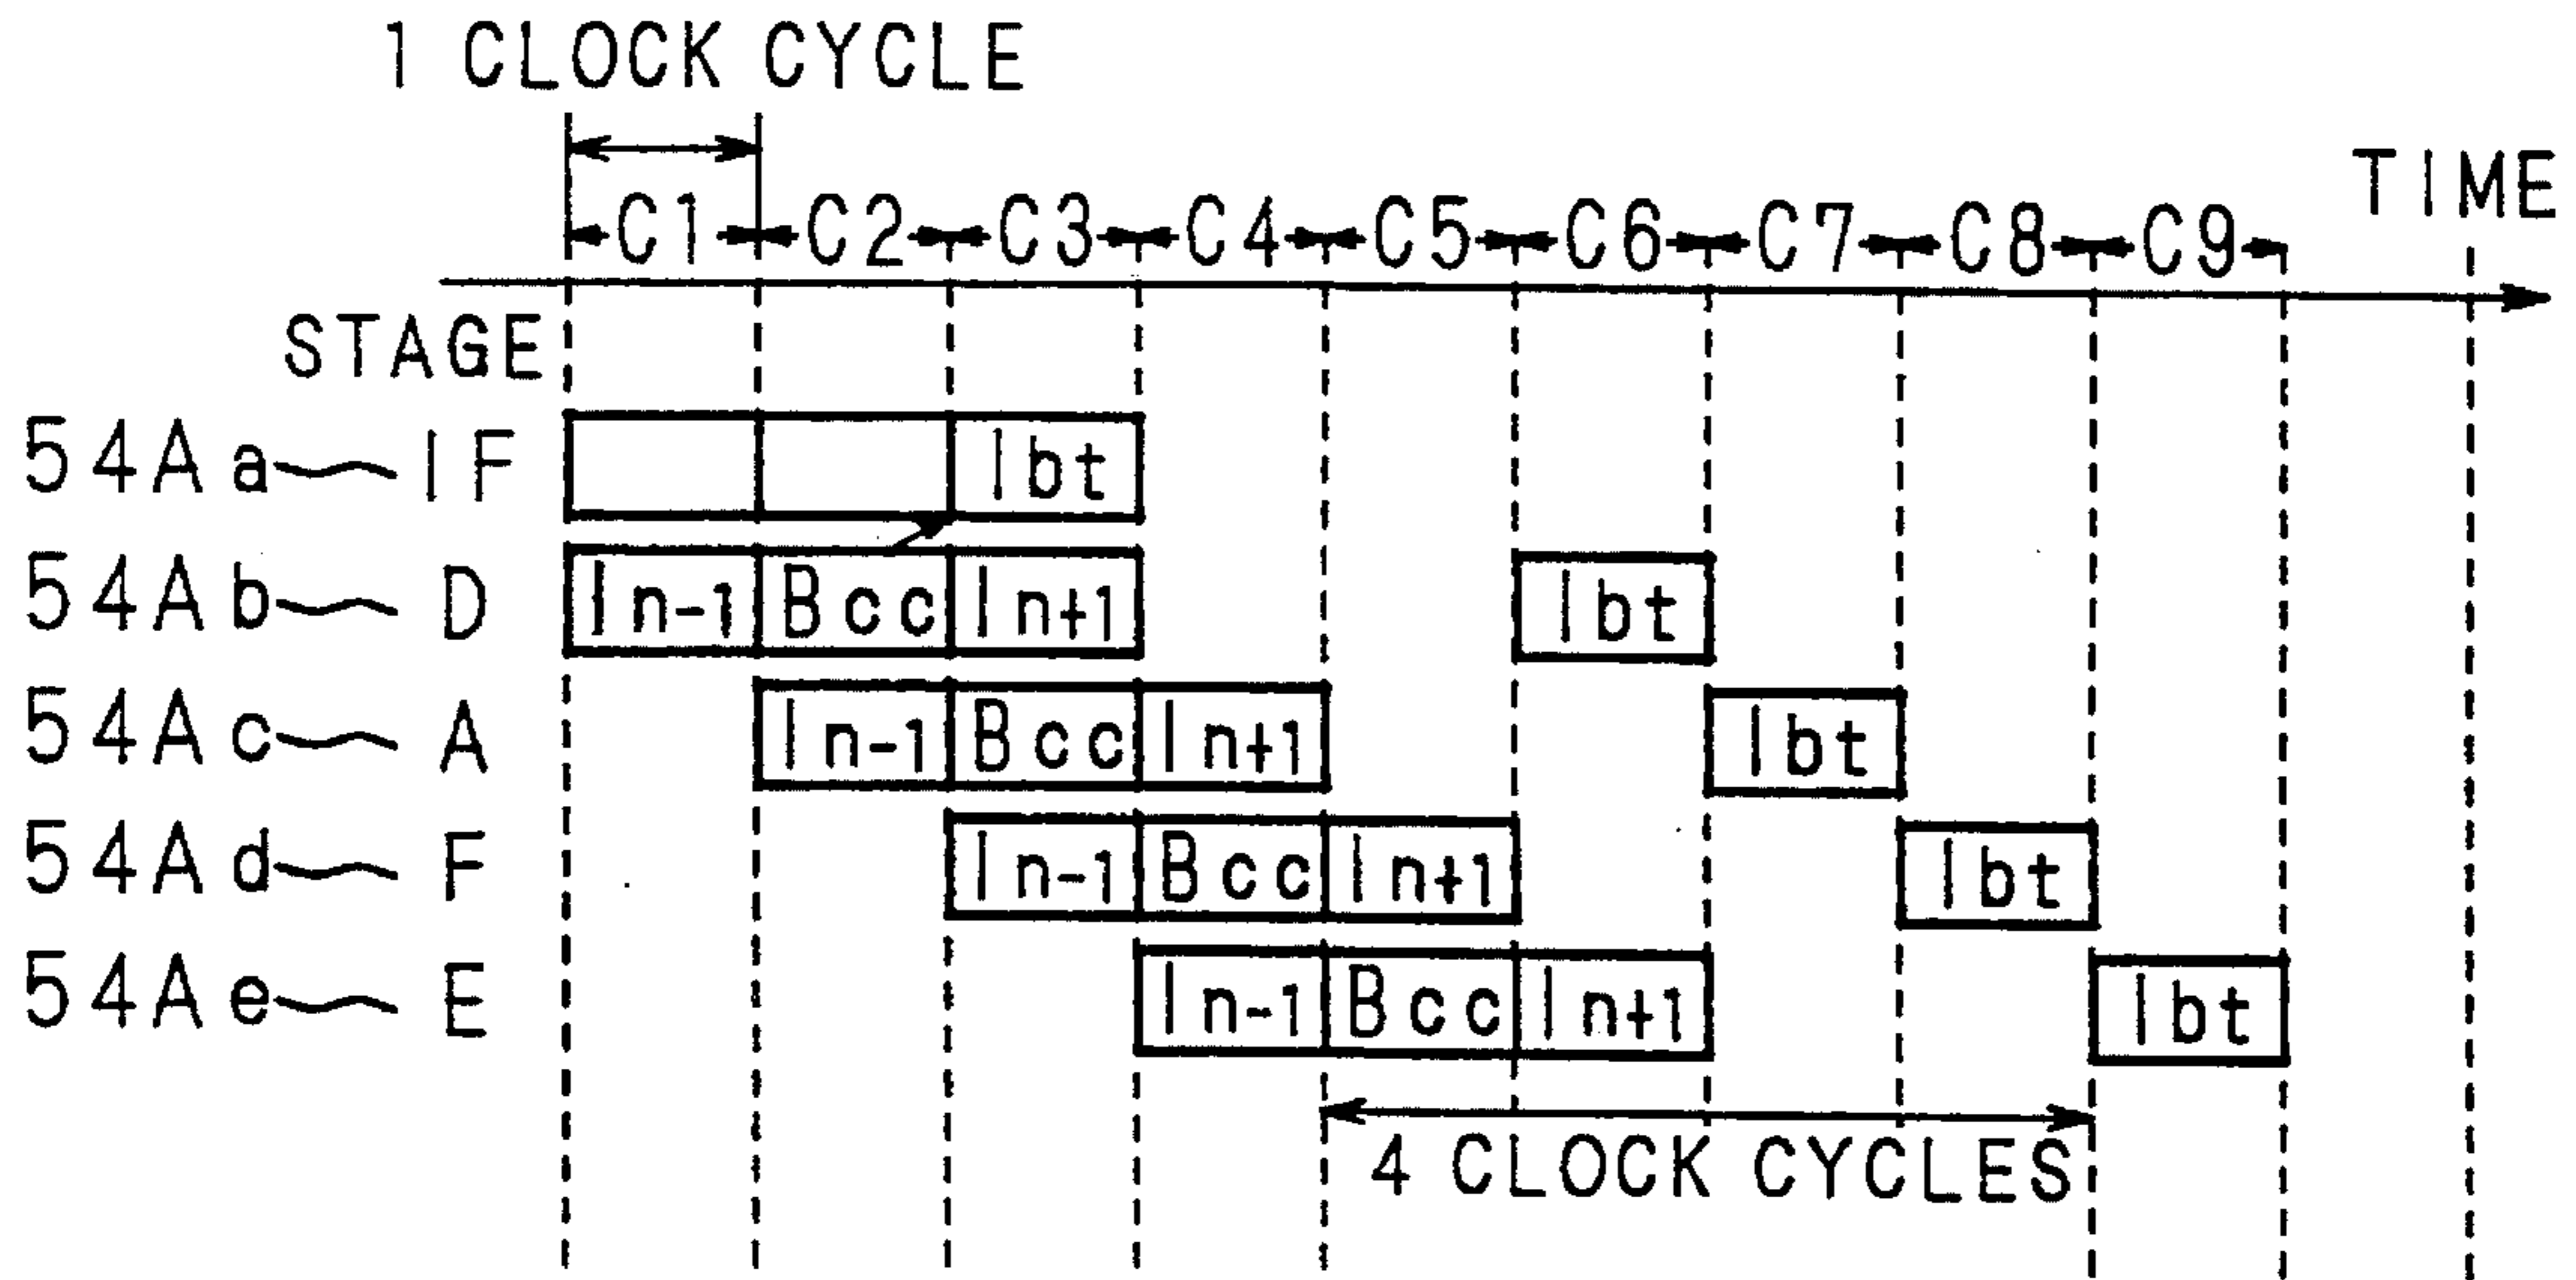 1 CLOCK CYCLE
TIME
C1 C2 C3 C4 C5 C6 C7 C8 C9
STAGE
54Aa IF Ibt
54Ab D In-1 Bcc In+1 Ibt
54Ac A In-1 Bcc In+1 Ibt
54Ad F In-1 Bcc In+1 Ibt
54Ae E In-1 Bcc In+1 Ibt
4 CLOCK CYCLES